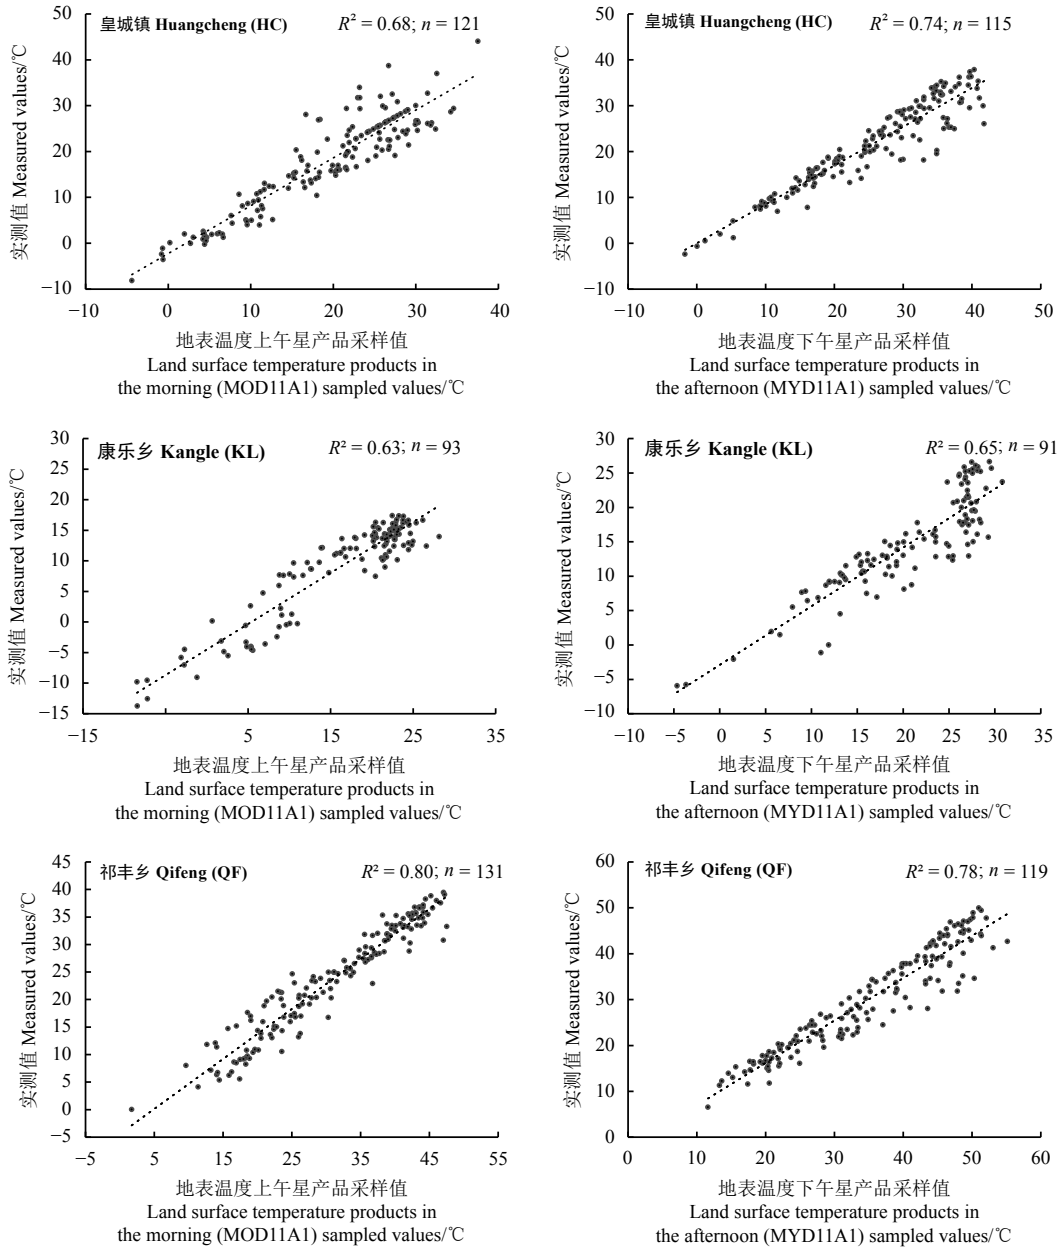 皇城镇 Huangcheng (HC)
R² = 0.68; n = 121
50
40
30
20
10
0
−10
实测值 Measured values/℃
−10 0 10 20 30 40
地表温度上午星产品采样值
Land surface temperature products in
the morning (MOD11A1) sampled values/℃
皇城镇 Huangcheng (HC)
R² = 0.74; n = 115
50
40
30
20
10
0
−10
实测值 Measured values/℃
−10 0 10 20 30 40 50
地表温度下午星产品采样值
Land surface temperature products in
the afternoon (MYD11A1) sampled values/℃
康乐乡 Kangle (KL)
R² = 0.63; n = 93
30
25
20
15
10
5
0
−5
−10
−15
实测值 Measured values/℃
−15 −5 5 15 25 35
地表温度上午星产品采样值
Land surface temperature products in
the morning (MOD11A1) sampled values/℃
康乐乡 Kangle (KL)
R² = 0.65; n = 91
30
25
20
15
10
5
0
−5
−10
实测值 Measured values/℃
−10 −5 0 5 10 15 20 25 30 35
地表温度下午星产品采样值
Land surface temperature products in
the afternoon (MYD11A1) sampled values/℃
祁丰乡 Qifeng (QF)
R² = 0.80; n = 131
45
40
35
30
25
20
15
10
5
0
−5
实测值 Measured values/℃
−5 5 15 25 35 45 55
地表温度上午星产品采样值
Land surface temperature products in
the morning (MOD11A1) sampled values/℃
祁丰乡 Qifeng (QF)
R² = 0.78; n = 119
60
50
40
30
20
10
0
实测值 Measured values/℃
0 10 20 30 40 50 60
地表温度下午星产品采样值
Land surface temperature products in
the afternoon (MYD11A1) sampled values/℃